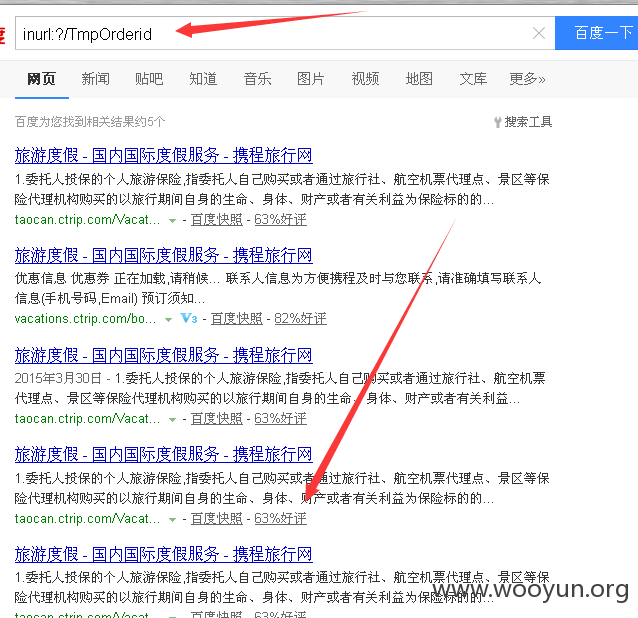 inurl:?/TmpOrderid
百度一下
网页 新闻 贴吧 知道 音乐 图片 视频 地图 文库 更多»
百度为您找到相关结果约5个 搜索工具
旅游度假 - 国内国际度假服务 - 携程旅行网
1.委托人投保的个人旅游保险,指委托人自己购买或者通过旅行社、航空机票代理点、景区等保
险代理机构购买的以旅行期间自身的生命、身体、财产或者有关利益为保险标的的...
taocan.ctrip.com/Vacat... - 百度快照 - 63%好评
旅游度假 - 国内国际度假服务 - 携程旅行网
优惠信息 优惠券 正在加载,请稍候... 联系人信息为方便携程及时与您联系,请准确填写联系人
信息(手机号码,Email) 预订须知...
vacations.ctrip.com/bo... V3 - 百度快照 - 82%好评
旅游度假 - 国内国际度假服务 - 携程旅行网
2015年3月30日 - 1.委托人投保的个人旅游保险,指委托人自己购买或者通过旅行社、航空机票
代理点、景区等保险代理机构购买的以旅行期间自身的生命、身体、财产或者有关利益为保险标的的...
taocan.ctrip.com/Vacat... - 百度快照 - 63%好评
旅游度假 - 国内国际度假服务 - 携程旅行网
1.委托人投保的个人旅游保险,指委托人自己购买或者通过旅行社、航空机票代理点、景区等保
险代理机构购买的以旅行期间自身的生命、身体、财产或者有关利益为保险标的的...
taocan.ctrip.com/Vacat... - 百度快照 - 63%好评
旅游度假 - 国内国际度假服务 - 携程旅行网
1.委托人投保的个人旅游保险,指委托人自己购买或者通过旅行社、航空机票代理点、景区等保
险代理机构购买的以旅行期间自身的生命、身体、财产或者有关利益为保险标的的...
www.wooyun.org
taocan.ctrip.com/Vacat... - 百度快照 - 63%好评